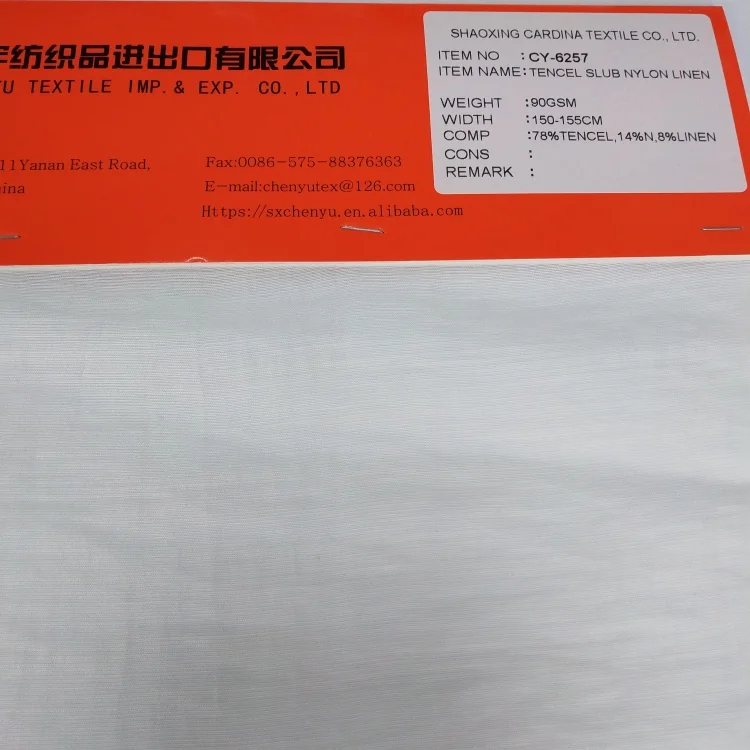 纺织品进出口有限公司
TEXTILE IMP.& EXP. CO.,LTD
11Yanan East Road,
Fax:0086-575-88376363
E-mail:chenyutex@126.com
Https://sxchenyu.en.alibaba.com
SHAOXING CARDINA TEXTILE CO., LTD.
ITEM NO :CY-6257
ITEM NAME:TENCEL SLUB NYLON LINEN
WEIGHT :90GSM
WIDTH :150-155CM
COMP :78%TENCEL,14%N,8%LINEN
CONS :
REMARK :